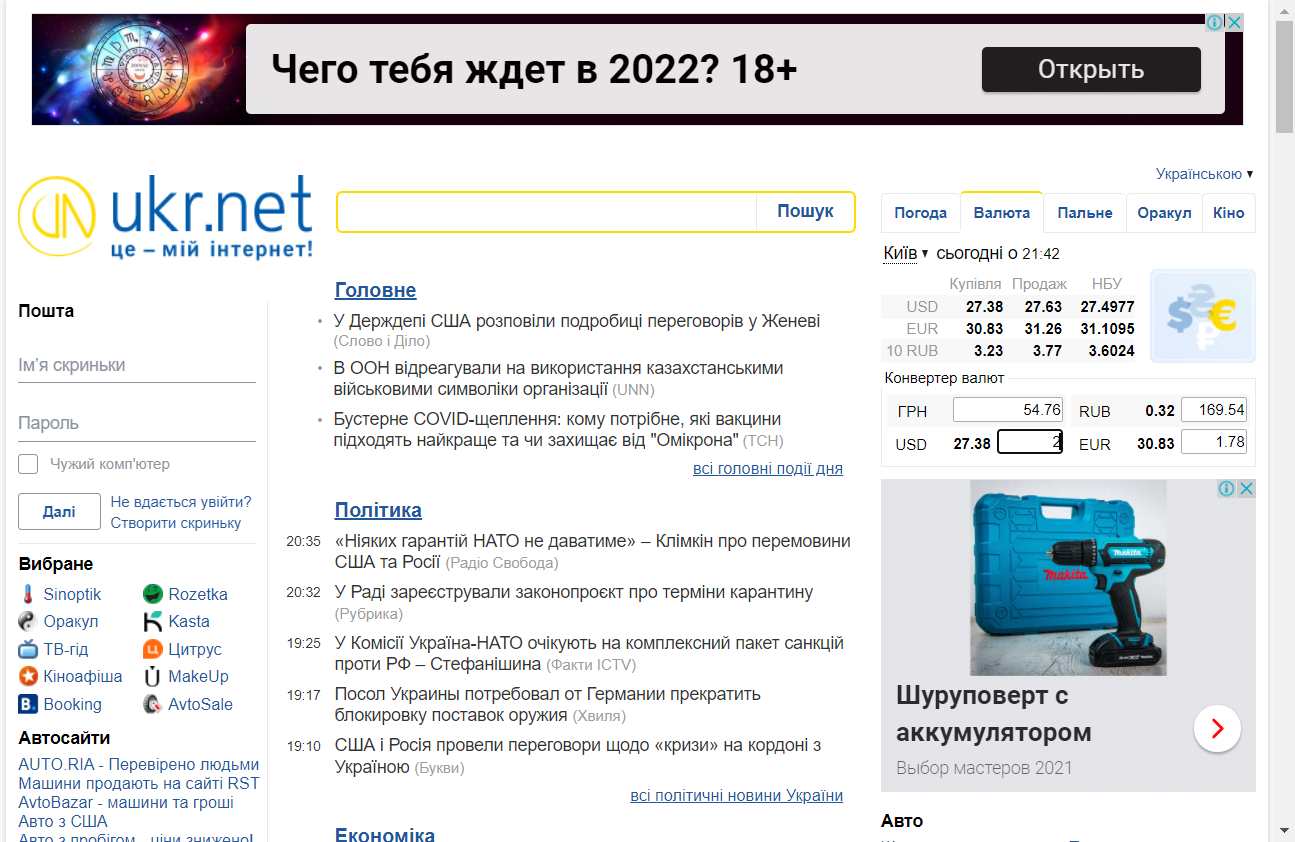 Чего тебя ждет в 2022? 18+
Открыть
Українською ▼
ukr.net
це – мій інтернет!
Пошук
Погода
Валюта
Пальне
Оракул
Кіно
Київ ▼ сьогодні о 21:42
Купівля Продаж НБУ
USD 27.38 27.63 27.4977
EUR 30.83 31.26 31.1095
10 RUB 3.23 3.77 3.6024
Конвертер валют
ГРН 54.76 RUB 0.32 169.54
USD 27.38 2 EUR 30.83 1.78
Пошта
Ім'я скриньки
Пароль
Чужий комп'ютер
Далі
Не вдається увійти?
Створити скриньку
Вибране
Sinoptik Rozetka
Оракул Kasta
ТВ-гід Цитрус
Кіноафіша MakeUp
Booking AvtoSale
Автосайти
AUTO.RIA - Перевірено людьми
Машини продають на сайті RST
AvtoBazar - машини та гроші
Авто з США
Авто з пробігом - ціни знижено!
Головне
У Держдепі США розповіли подробиці переговорів у Женеві
(Слово і Діло)
В ООН відреагували на використання казахстанськими
військовими символіки організації (UNN)
Бустерне COVID-щеплення: кому потрібне, які вакцини
підходять найкраще та чи захищає від "Омікрона" (ТСН)
всі головні події дня
Політика
20:35 «Ніяких гарантій НАТО не даватиме» – Клімкін про перемовини
США та Росії (Радіо Свобода)
20:32 У Раді зареєстрували законопроєкт про терміни карантину
(Рубрика)
19:25 У Комісії Україна-НАТО очікують на комплексний пакет санкцій
проти РФ – Стефанішина (Факти ICTV)
19:17 Посол Украины потребовал от Германии прекратить
блокировку поставок оружия (Хвиля)
19:10 США і Росія провели переговори щодо «кризи» на кордоні з
Україною (Букви)
всі політичні новини України
Економіка
makita
Makita
Шуруповерт с
аккумулятором
Выбор мастеров 2021
Авто